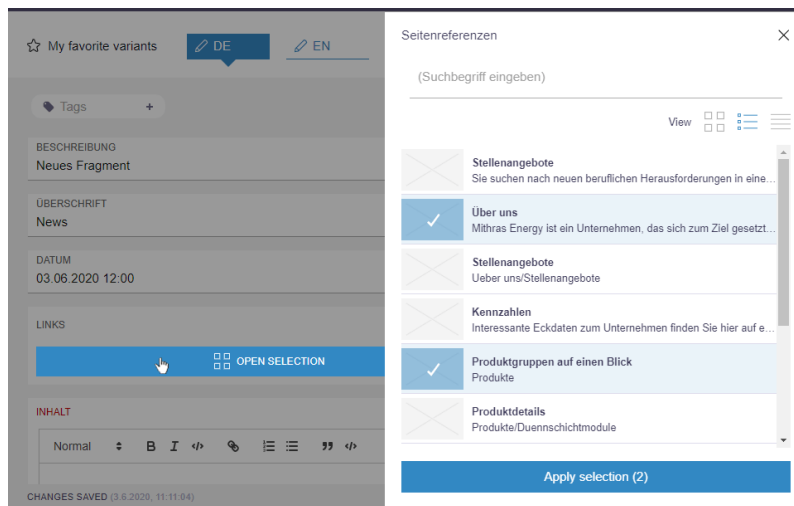 My favorite variants
DE
EN
Tags +
BESCHREIBUNG
Neues Fragment
ÜBERSCHRIFT
News
DATUM
03.06.2020 12:00
LINKS
OPEN SELECTION
INHALT
Normal B I
CHANGES SAVED (3.6.2020, 11:11:04)
Seitenreferenzen
(Suchbegriff eingeben)
View
Stellenangebote
Sie suchen nach neuen beruflichen Herausforderungen in eine...
Über uns
Mithras Energy ist ein Unternehmen, das sich zum Ziel gesetzt...
Stellenangebote
Ueber uns/Stellenangebote
Kennzahlen
Interessante Eckdaten zum Unternehmen finden Sie hier auf e...
Produktgruppen auf einen Blick
Produkte
Produktdetails
Produkte/Duennschichtmodule
Apply selection (2)